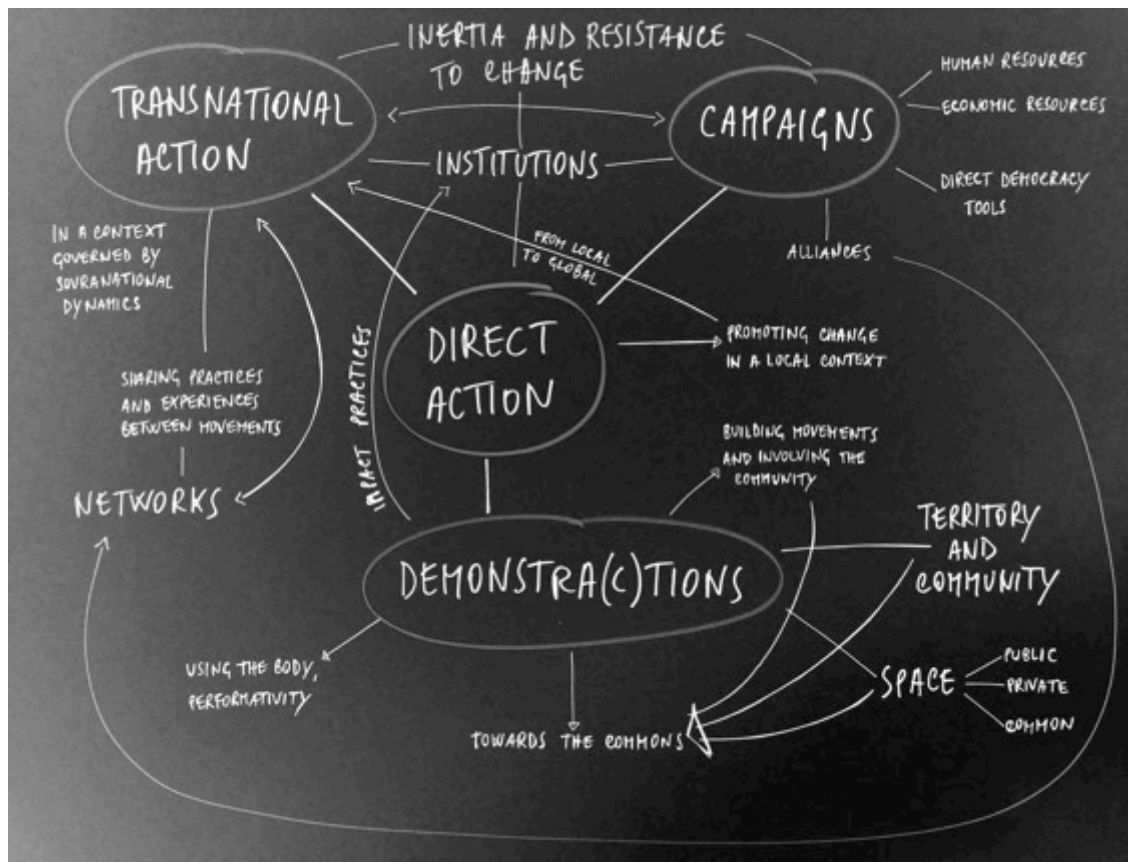 INERTIA AND RESISTANCE
TO CHANGE
TRANSNATIONAL
ACTION
CAMPAIGNS
HUMAN RESOURCES
ECONOMIC RESOURCES
DIRECT DEMOCRACY
TOOLS
ALLIANCES
INSTITUTIONS
IN A CONTEXT
GOVERNED BY
SOVRANATIONAL
DYNAMICS
FROM LOCAL
TO GLOBAL
DIRECT
ACTION
PROMOTING CHANGE
IN A LOCAL CONTEXT
SHARING PRACTICES
AND EXPERIENCES
BETWEEN MOVEMENTS
IMPACT PRACTICES
NETWORKS
BUILDING MOVEMENTS
AND INVOLVING THE
COMMUNITY
TERRITORY
AND
COMMUNITY
DEMONSTRA(C)TIONS
USING THE BODY,
PERFORMATIVITY
SPACE
PUBLIC
PRIVATE
COMMON
TOWARDS THE COMMONS